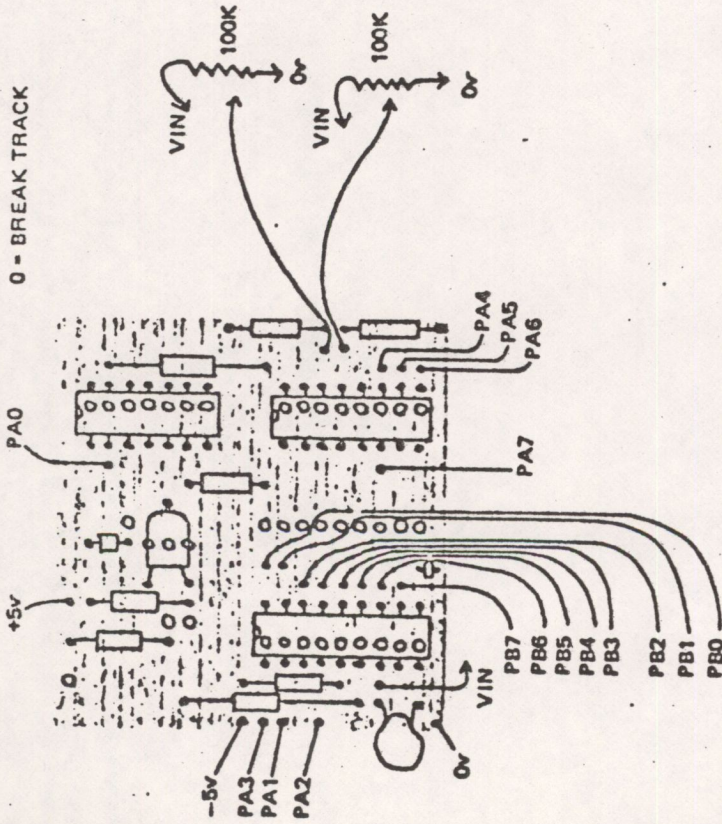 0 = BREAK TRACK
PA0
+5v
VIN
100K
0v
VIN
100K
0v
-5v
PA3
PA1
PA2
PA4
PA5
PA6
PA7
VIN
0v
PB7
PB6
PB5
PB4
PB3
PB2
PB1
PB0